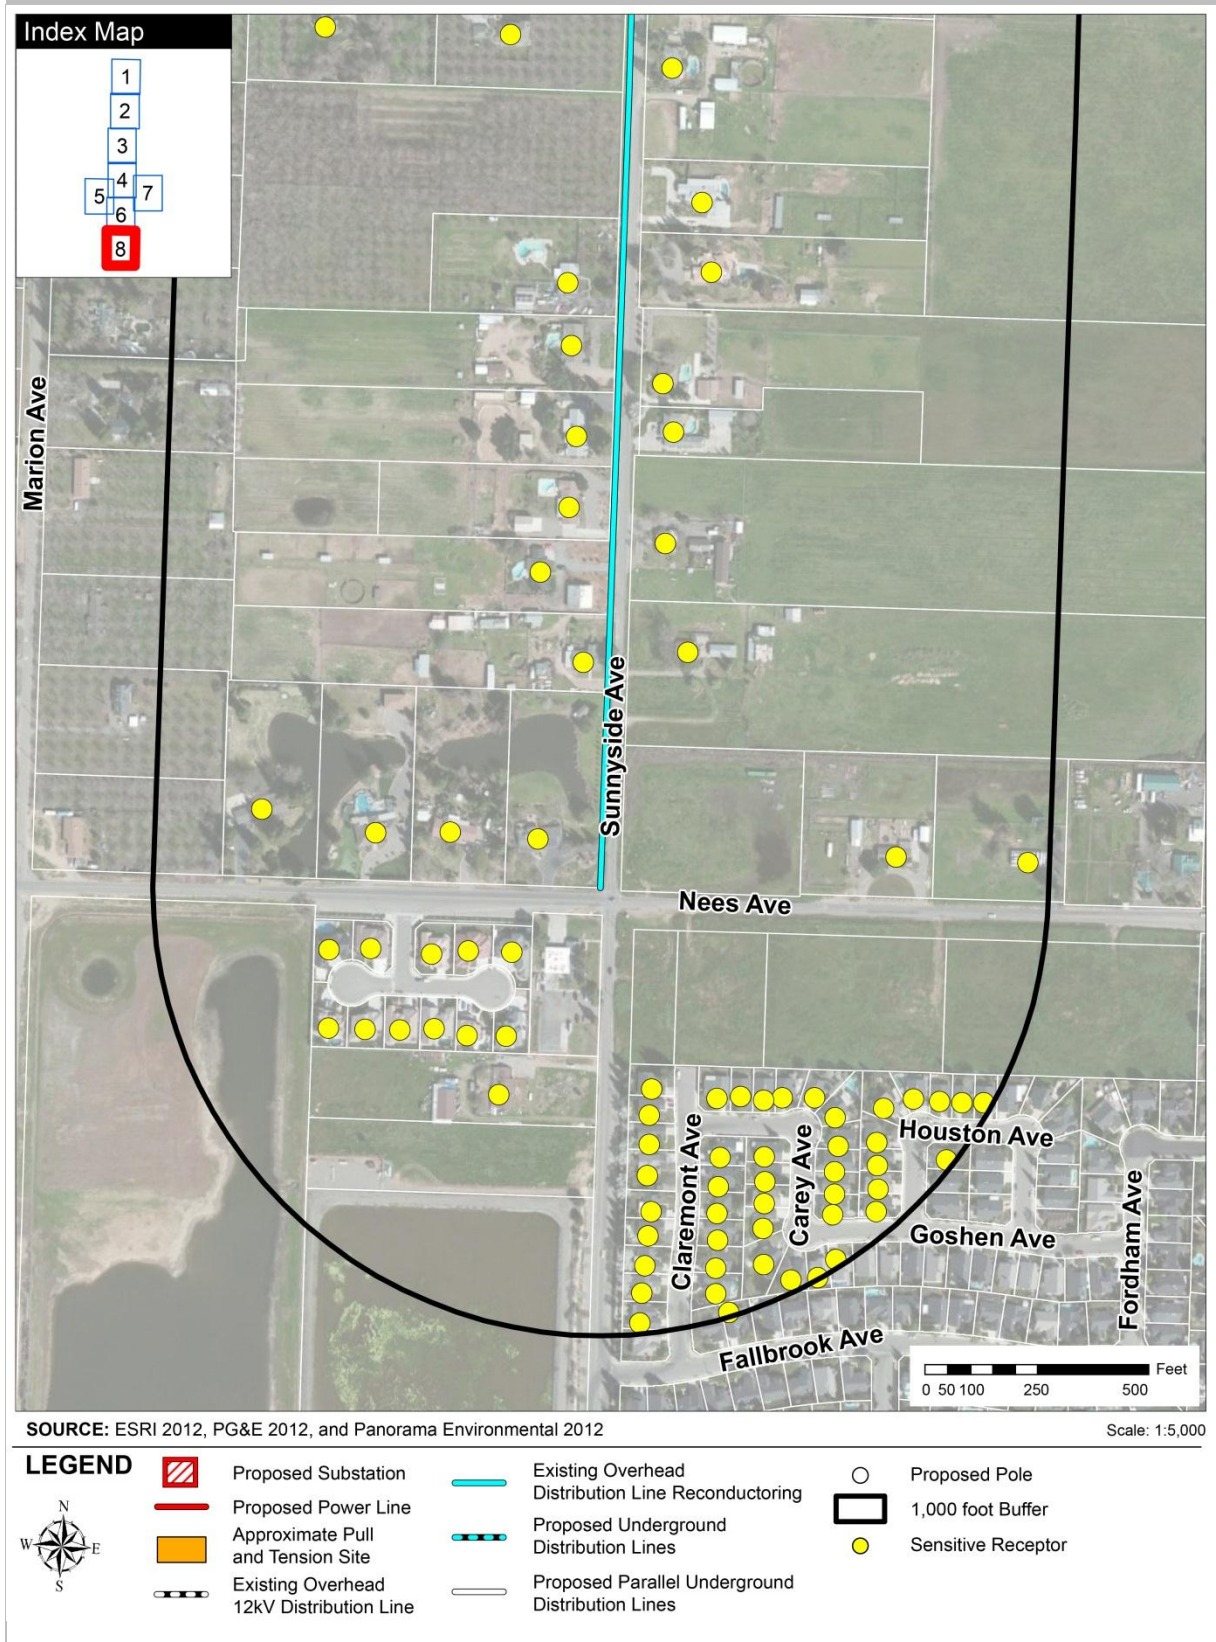 Index Map
1
2
3
4
5
7
6
8
Marion Ave
Sunnyside Ave
Nees Ave
Claremont Ave
Carey Ave
Houston Ave
Goshen Ave
Fordham Ave
Fallbrook Ave
Feet
0 50 100 250 500
SOURCE: ESRI 2012, PG&E 2012, and Panorama Environmental 2012
Scale: 1:5,000
LEGEND
N
W E
S
Proposed Substation
Proposed Power Line
Approximate Pull
and Tension Site
Existing Overhead
12kV Distribution Line
Existing Overhead
Distribution Line Reconductoring
Proposed Underground
Distribution Lines
Proposed Parallel Underground
Distribution Lines
Proposed Pole
1,000 foot Buffer
Sensitive Receptor